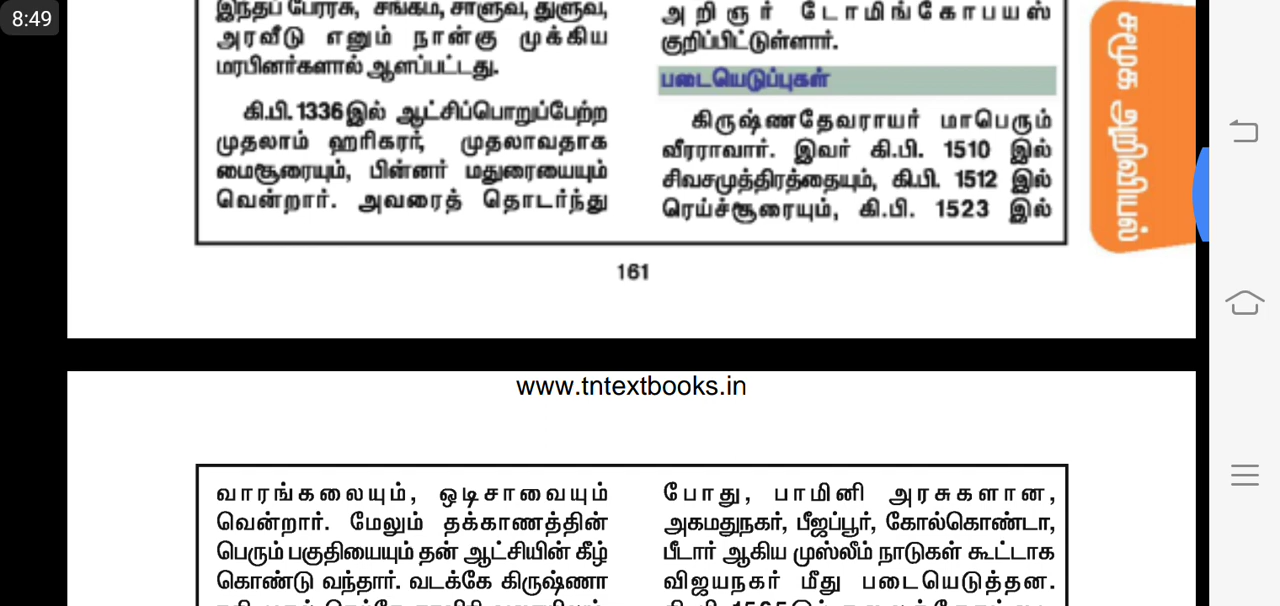 8:49
இந்தப் பேரரசு, சங்கம, சாளுவ, துளுவ,
அரவீடு எனும் நான்கு முக்கிய
மரபினர்களால் ஆளப்பட்டது.
கி.பி. 1336இல் ஆட்சிப்பொறுப்பேற்ற
முதலாம் ஹரிகரர், முதலாவதாக
மைசூரையும், பின்னர் மதுரையையும்
வென்றார். அவரைத் தொடர்ந்து
அறிஞர் டோமிங்கோபயஸ்
குறிப்பிட்டுள்ளார்.
படையெடுப்புகள்
கிருஷ்ணதேவராயர் மாபெரும்
வீரராவார். இவர் கி.பி. 1510 இல்
சிவசமுத்திரத்தையும், கி.பி. 1512 இல்
ரெய்ச்சூரையும், கி.பி. 1523 இல்
சமூக அறிவியல்
161
www.tntextbooks.in
வாரங்கலையும், ஒடிசாவையும்
வென்றார். மேலும் தக்காணத்தின்
பெரும் பகுதியையும் தன் ஆட்சியின் கீழ்
கொண்டு வந்தார். வடக்கே கிருஷ்ணா
போது, பாமினி அரசுகளான,
அகமதுநகர், பீஜப்பூர், கோல்கொண்டா,
பீடார் ஆகிய முஸ்லீம் நாடுகள் கூட்டாக
விஜயநகர் மீது படையெடுத்தன.